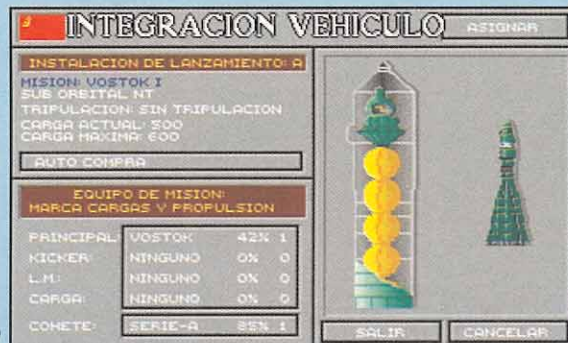 INTEGRACION VEHICULO
ASIGNAR
INSTALACION DE LANZAMIENTO: A
MISION: VOSTOK I
SUB ORBITAL NT
TRIPULACION: SIN TRIPULACION
CARGA ACTUAL: 500
CARGA MAXIMA: 600
AUTO COMPRA
EQUIPO DE MISION:
MARCA CARGAS Y PROPULSION
PRINCIPAL: VOSTOK 42% 1
KICKER: NINGUNO 0% 0
L.M.: NINGUNO 0% 0
CARGA: NINGUNO 0% 0
COHETE: SERIE-A 85% 1
SALIR
CANCELAR